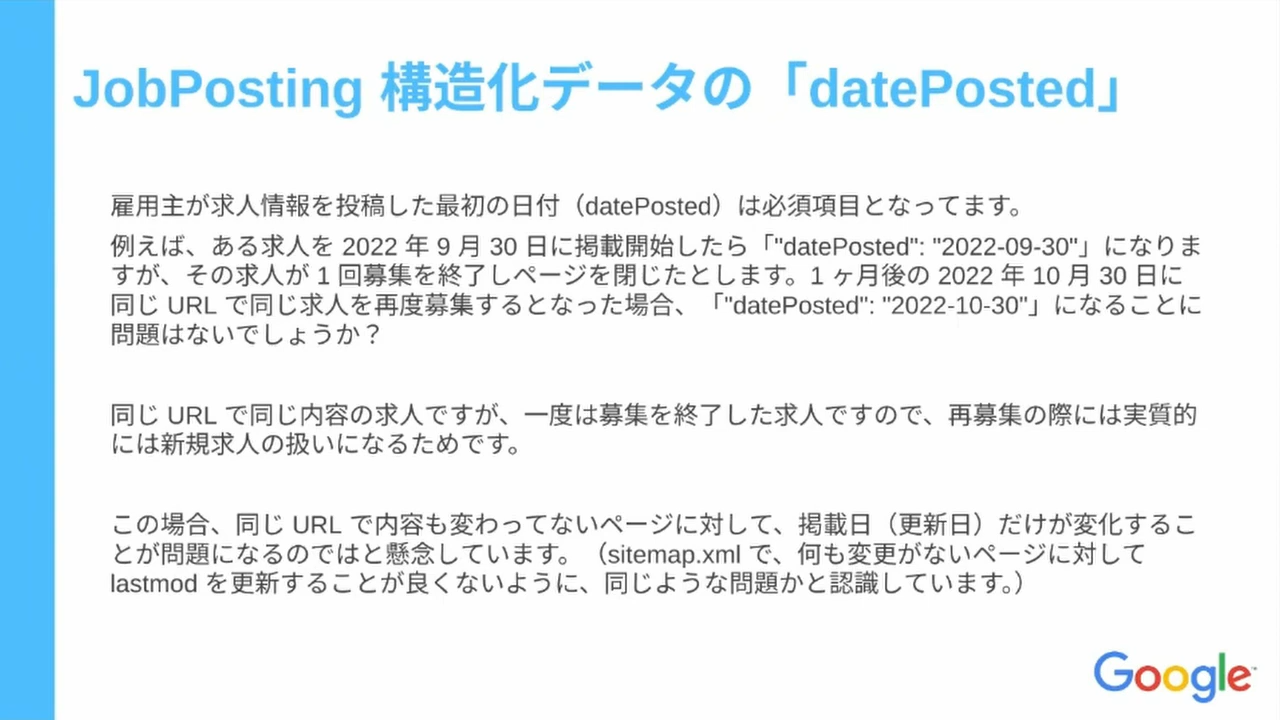 JobPosting 構造化データの「datePosted」
雇用主が求人情報を投稿した最初の日付（datePosted）は必須項目となってます。
例えば、ある求人を 2022 年 9 月 30 日に掲載開始したら「"datePosted": "2022-09-30"」になりま
すが、その求人が 1 回募集を終了しページを閉じたとします。1 ヶ月後の 2022 年 10 月 30 日に
同じ URL で同じ求人を再度募集するとなった場合、「"datePosted": "2022-10-30"」になることに
問題はないでしょうか？
同じ URL で同じ内容の求人ですが、一度は募集を終了した求人ですので、再募集の際には実質的
には新規求人の扱いになるためです。
この場合、同じ URL で内容も変わってないページに対して、掲載日（更新日）だけが変化するこ
とが問題になるのではと懸念しています。（sitemap.xml で、何も変更がないページに対して
lastmod を更新することが良くないように、同じような問題かと認識しています。）
Google